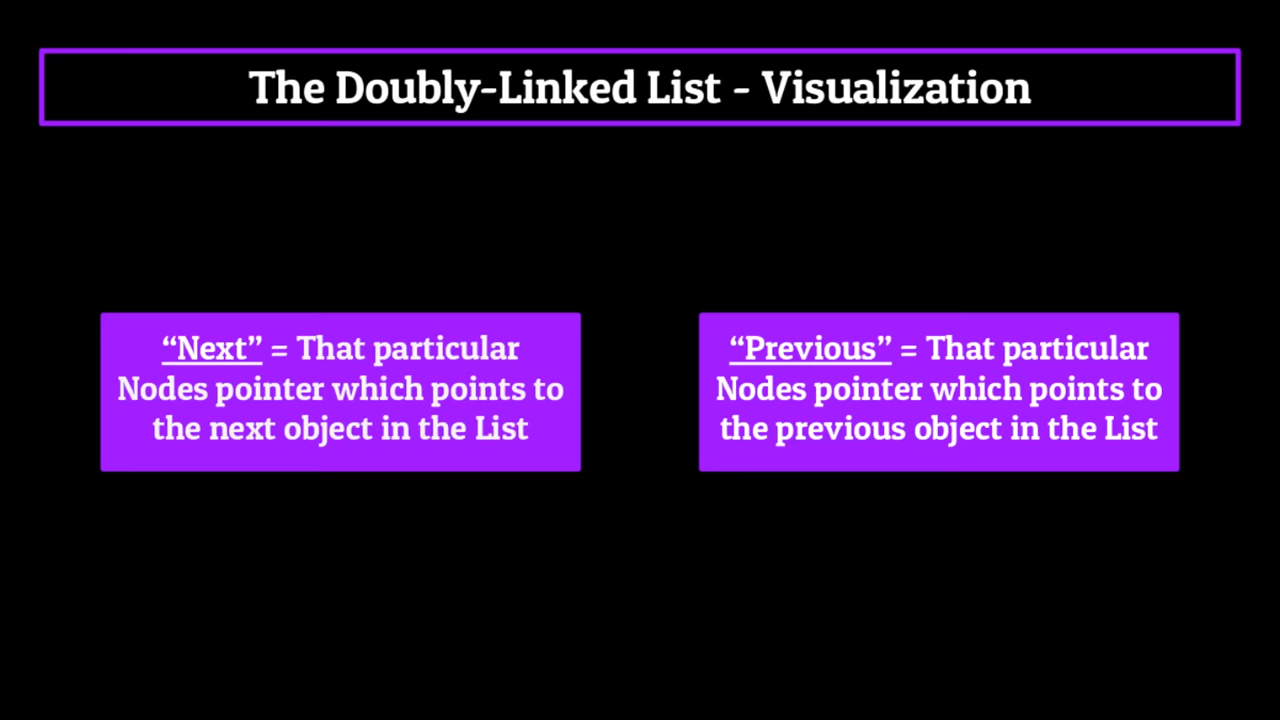 The Doubly-Linked List - Visualization
“Next” = That particular
Nodes pointer which points to
the next object in the List
“Previous” = That particular
Nodes pointer which points to
the previous object in the List